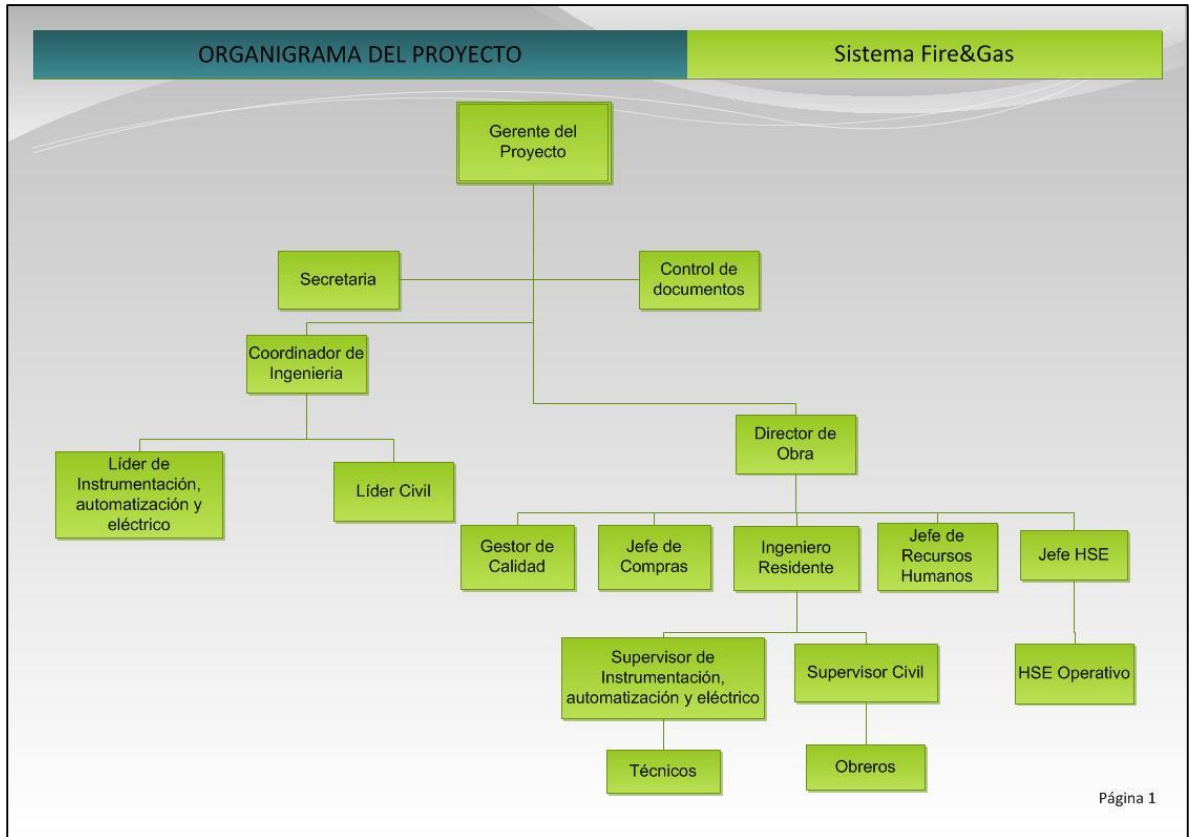 ORGANIGRAMA DEL PROYECTO
Sistema Fire&Gas
Gerente del
Proyecto
Secretaria
Control de
documentos
Coordinador de
Ingenieria
Director de
Obra
Líder de
Instrumentación,
automatización y
eléctrico
Líder Civil
Gestor de
Calidad
Jefe de
Compras
Ingeniero
Residente
Jefe de
Recursos
Humanos
Jefe HSE
Supervisor de
Instrumentación,
automatización y eléctrico
Supervisor Civil
HSE Operativo
Técnicos
Obreros
Página 1